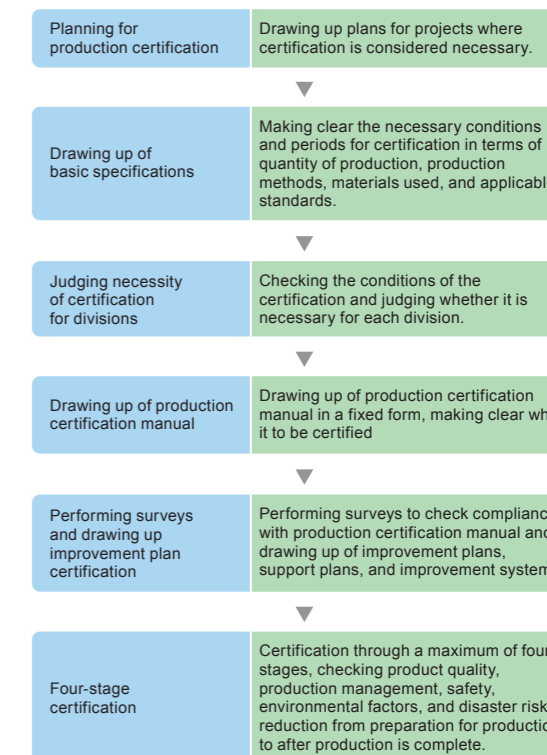 Planning for
production certification
Drawing up plans for projects where
certification is considered necessary.
Drawing up of
basic specifications
Making clear the necessary conditions
and periods for certification in terms of
quantity of production, production
methods, materials used, and applicabl
standards.
Judging necessity
of certification
for divisions
Checking the conditions of the
certification and judging whether it is
necessary for each division.
Drawing up of production
certification manual
Drawing up of production certification
manual in a fixed form, making clear wh
it to be certified
Performing surveys
and drawing up
improvement plan
certification
Performing surveys to check complianc
with production certification manual and
drawing up of improvement plans,
support plans, and improvement system
Four-stage
certification
Certification through a maximum of four
stages, checking product quality,
production management, safety,
environmental factors, and disaster risk
reduction from preparation for productio
to after production is complete.